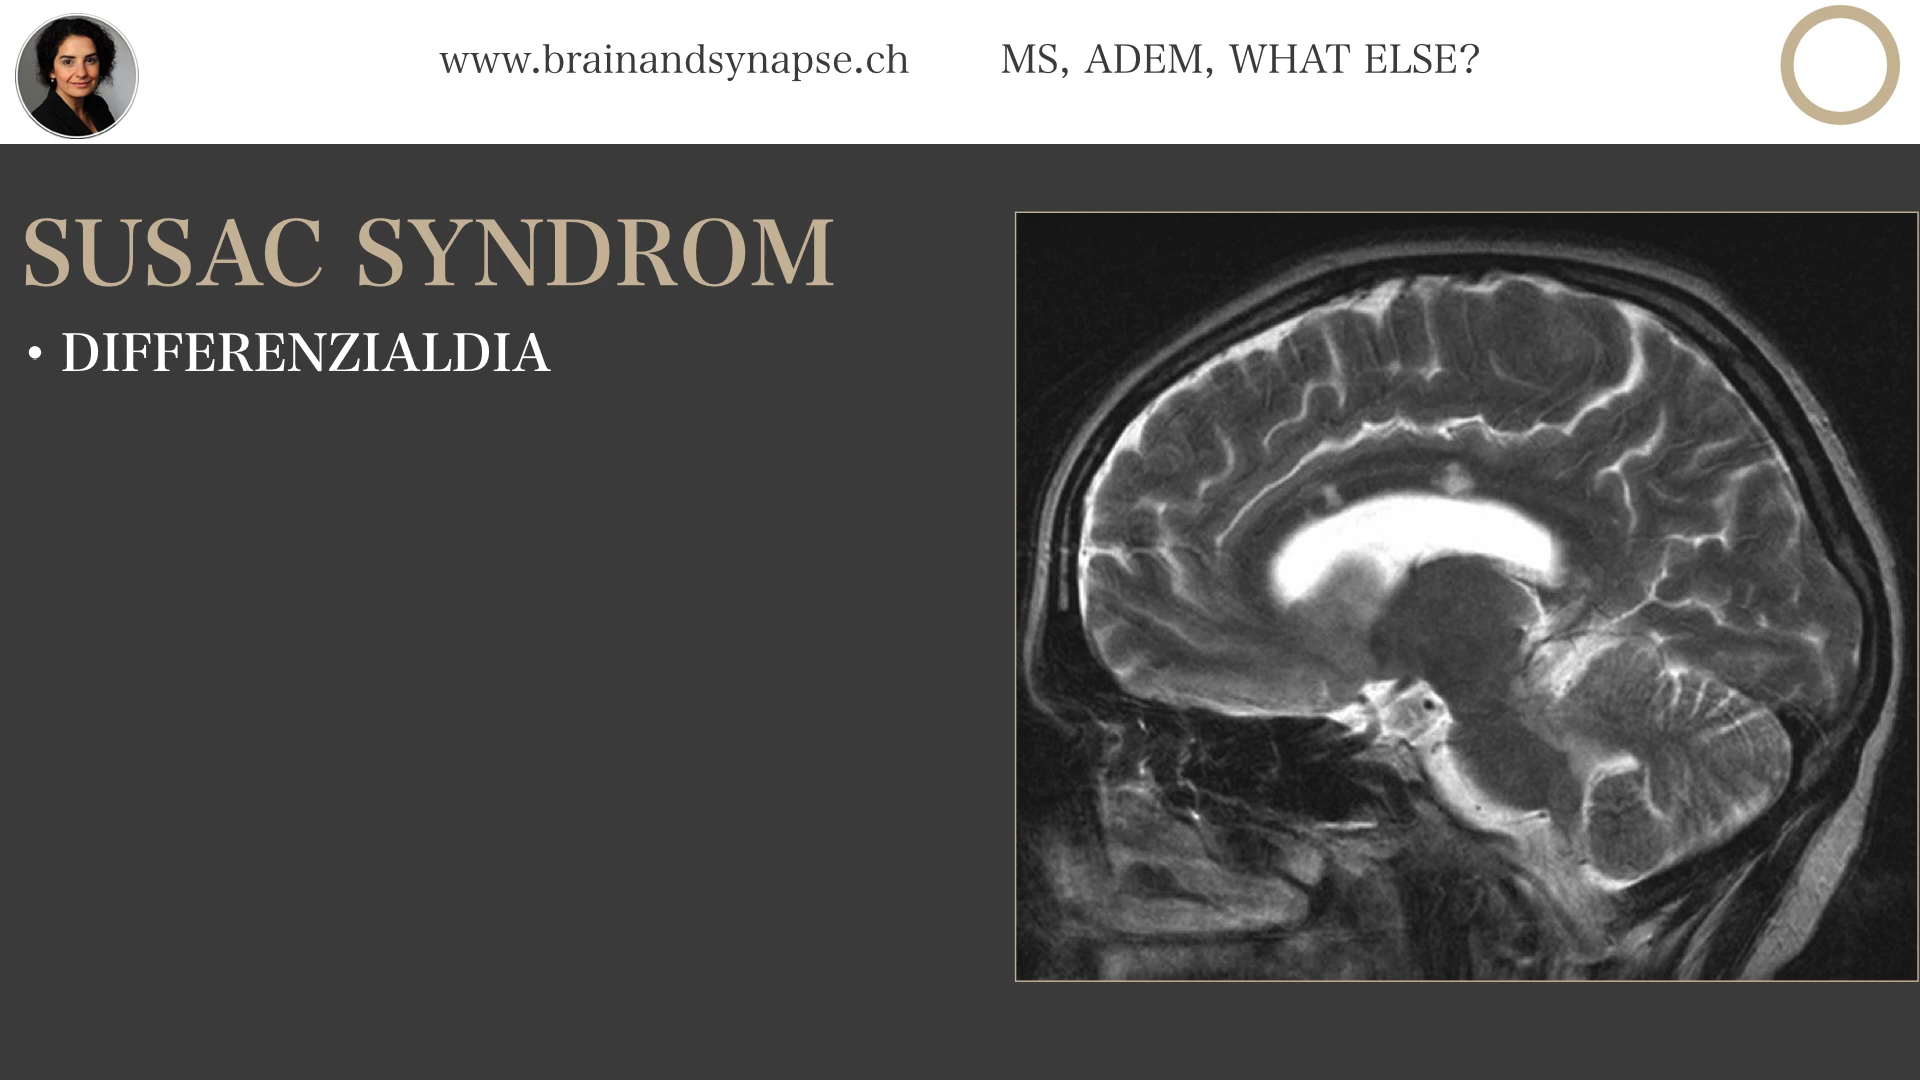 www.brainandsynapse.ch MS, ADEM, WHAT ELSE?
SUSAC SYNDROM
• DIFFERENZIALDIA